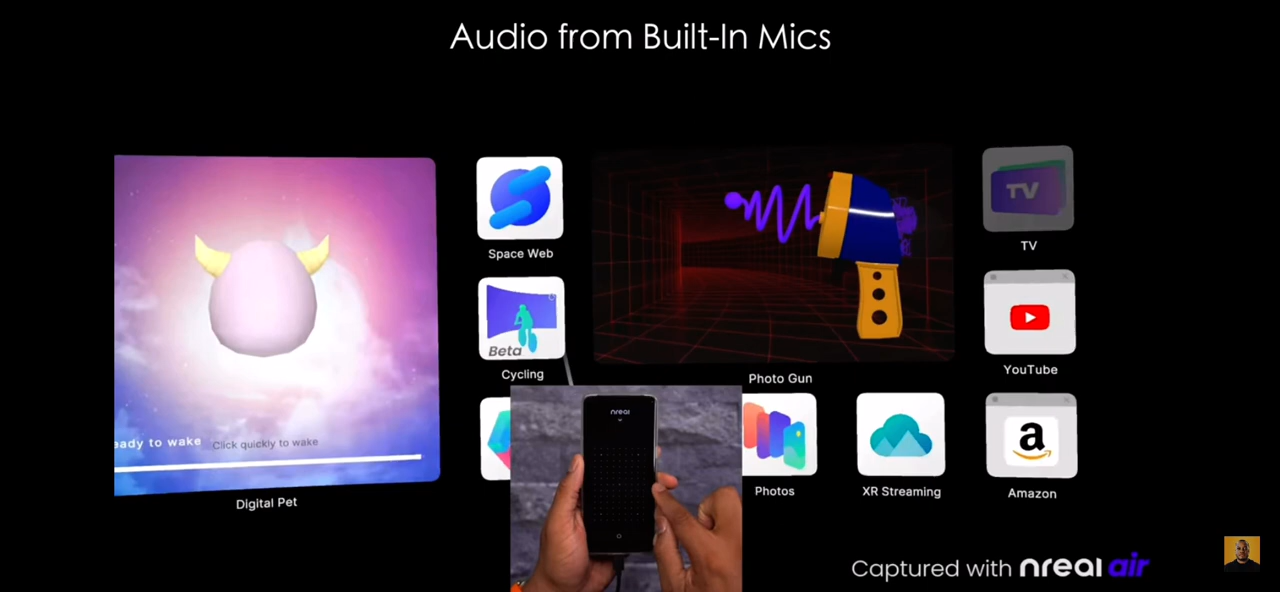 Audio from Built-In Mics
Space Web
TV
TV
Beta
Cycling
YouTube
Photo Gun
eady to wake Click quickly to wake
nreal
a
Digital Pet
Photos
XR Streaming
Amazon
Captured with nreal air